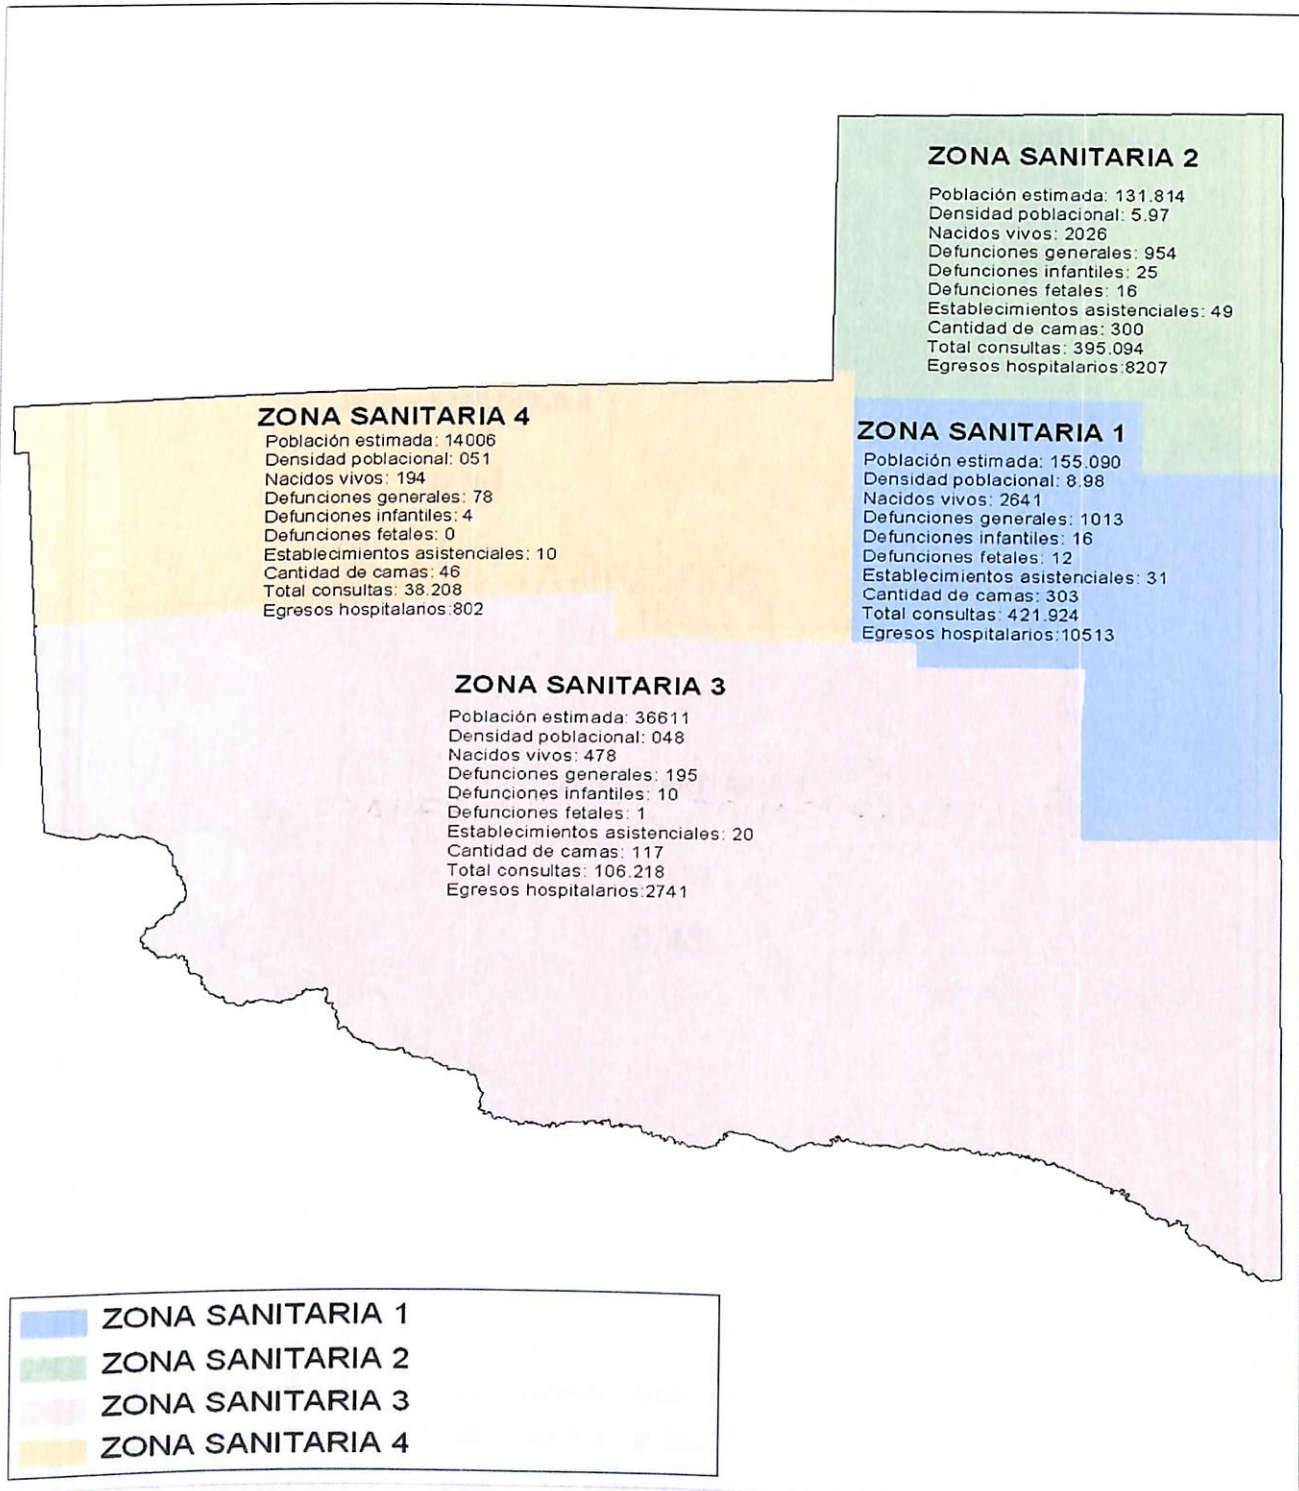 ZONA SANITARIA 2
Población estimada: 131.814
Densidad poblacional: 5.97
Nacidos vivos: 2026
Defunciones generales: 954
Defunciones infantiles: 25
Defunciones fetales: 16
Establecimientos asistenciales: 49
Cantidad de camas: 300
Total consultas: 395.094
Egresos hospitalarios:8207
ZONA SANITARIA 4
Población estimada: 14006
Densidad poblacional: 051
Nacidos vivos: 194
Defunciones generales: 78
Defunciones infantiles: 4
Defunciones fetales: 0
Establecimientos asistenciales: 10
Cantidad de camas: 46
Total consultas: 38.208
Egresos hospitalarios:802
ZONA SANITARIA 1
Población estimada: 155.090
Densidad poblacional: 8.98
Nacidos vivos: 2641
Defunciones generales: 1013
Defunciones infantiles: 16
Defunciones fetales: 12
Establecimientos asistenciales: 31
Cantidad de camas: 303
Total consultas: 421.924
Egresos hospitalarios:10513
ZONA SANITARIA 3
Población estimada: 36611
Densidad poblacional: 048
Nacidos vivos: 478
Defunciones generales: 195
Defunciones infantiles: 10
Defunciones fetales: 1
Establecimientos asistenciales: 20
Cantidad de camas: 117
Total consultas: 106.218
Egresos hospitalarios:2741
ZONA SANITARIA 1
ZONA SANITARIA 2
ZONA SANITARIA 3
ZONA SANITARIA 4